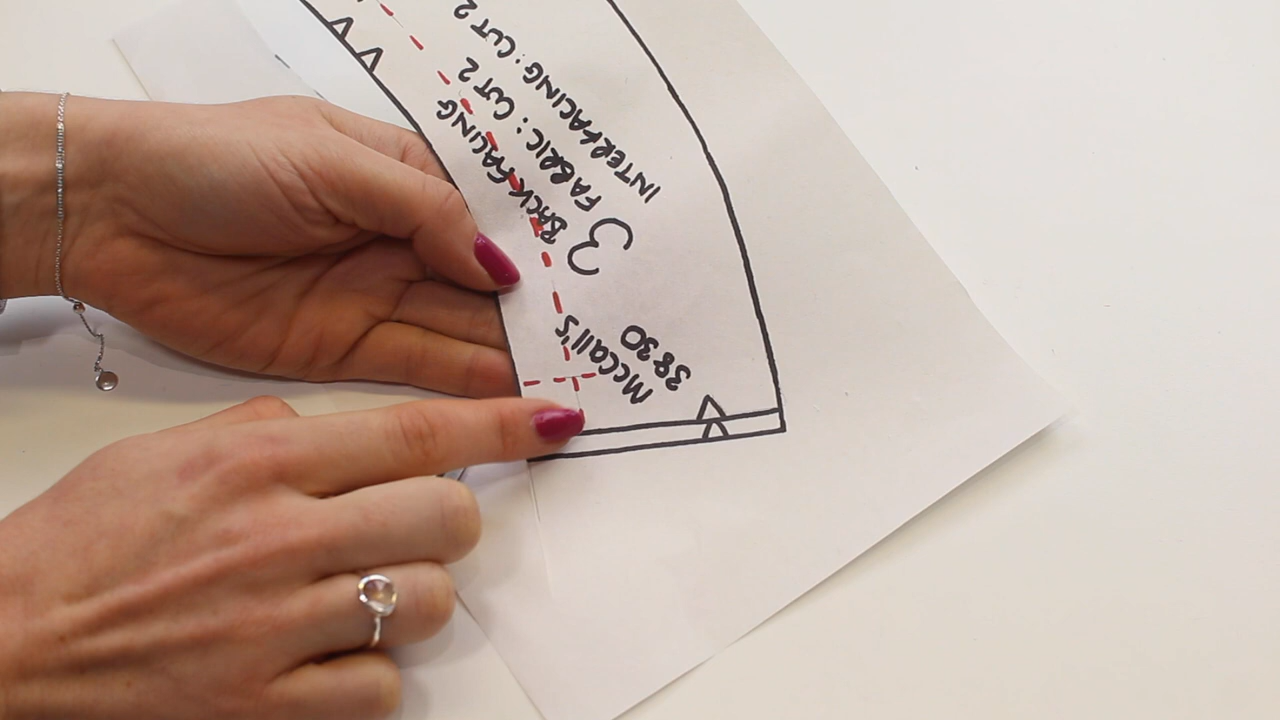 McCall's
3830
3
BACK FACING
FABRIC: CUT 2
INTERFACING: CUT 2